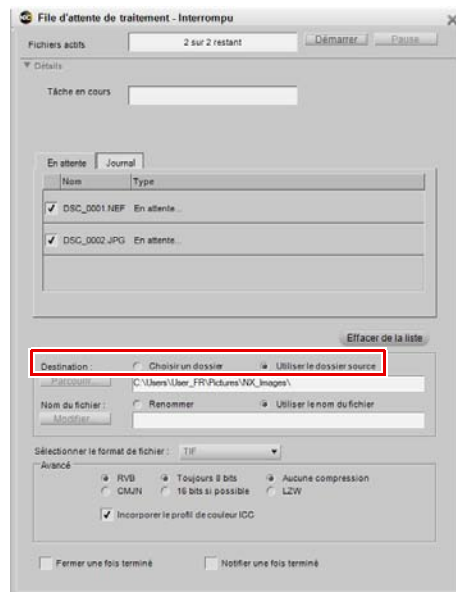 File d'attente de traitement - Interrompu
Fichiers actifs 2 sur 2 restant Démarrer Pause
Détails
Tâche en cours
En attente Journal
Nom Type
DSC_0001.NEF En attente...
DSC_0002.JPG En attente...
Effacer de la liste
Destination : Choisir un dossier Utiliser le dossier source
Parcourir... C:\Users\User_FR\Pictures\NX_Images\
Nom du fichier : Renommer Utiliser le nom du fichier
Modifier...
Sélectionner le format de fichier : TIF
Avancé
RVB Toujours 8 bits Aucune compression
CMJN 16 bits si possible LZW
Incorporer le profil de couleur ICC
Fermer une fois terminé Notifier une fois terminé